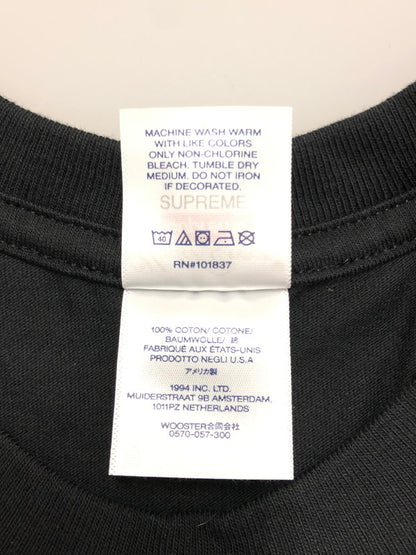 MACHINE WASH WARM
WITH LIKE COLORS
ONLY NON-CHLORINE
BLEACH. TUMBLE DRY
MEDIUM. DO NOT IRON
IF DECORATED.
SUPREME
40
RN#101837
100% COTTON/ COTONE/
BAUMWOLLE/ 綿
FABRIQUÉ AUX ÉTATS-UNIS
PRODOTTO NEGLI U.S.A
アメリカ製
1994 INC. LTD.
MUIDERSTRAAT 9B AMSTERDAM,
1011PZ NETHERLANDS
WOOSTER合同会社
0570-057-300